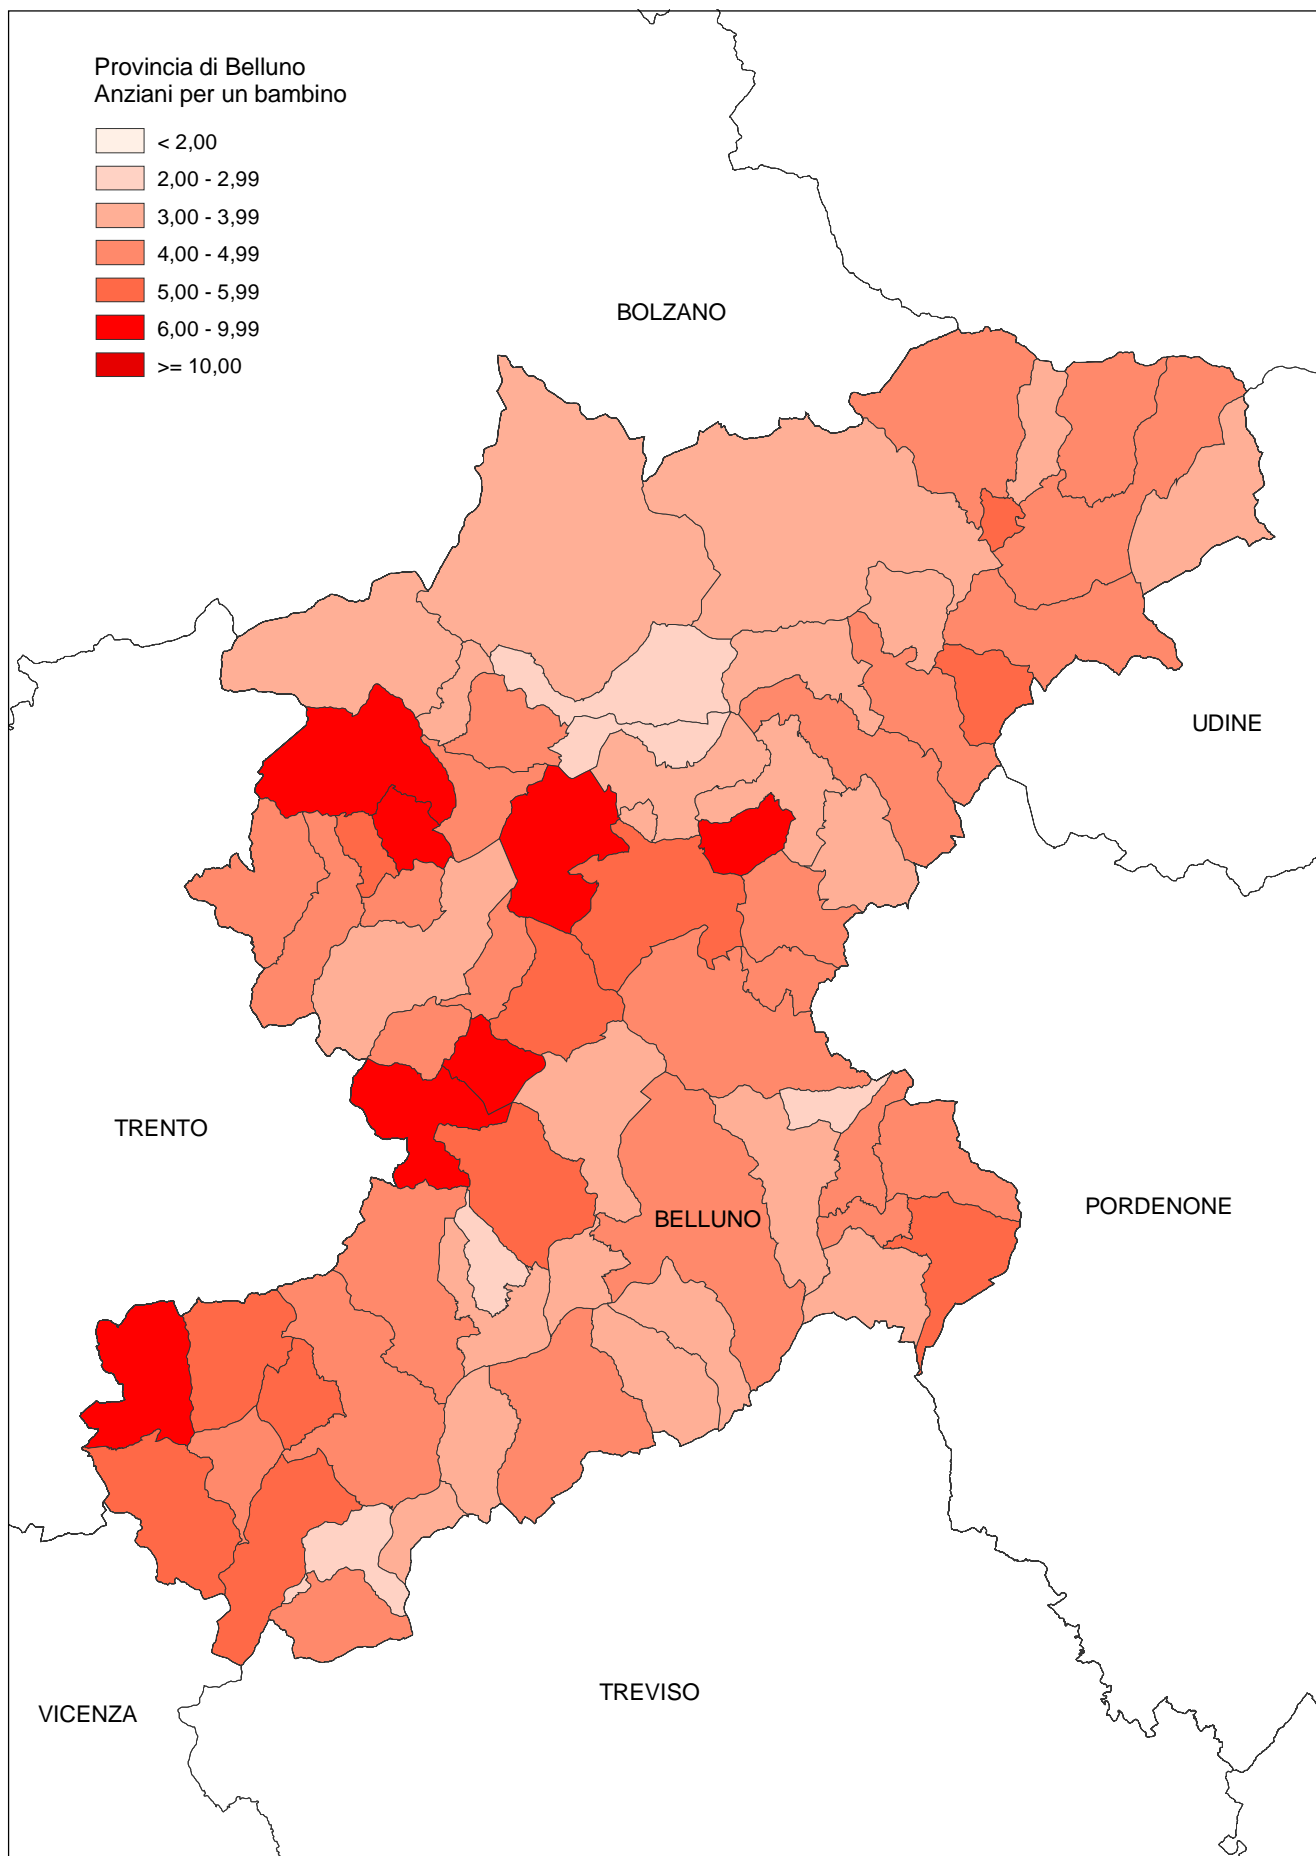 Provincia di Belluno
Anziani per un bambino
< 2,00
2,00 - 2,99
3,00 - 3,99
4,00 - 4,99
5,00 - 5,99
6,00 - 9,99
>= 10,00
BOLZANO
UDINE
TRENTO
PORDENONE
BELLUNO
TREVISO
VICENZA